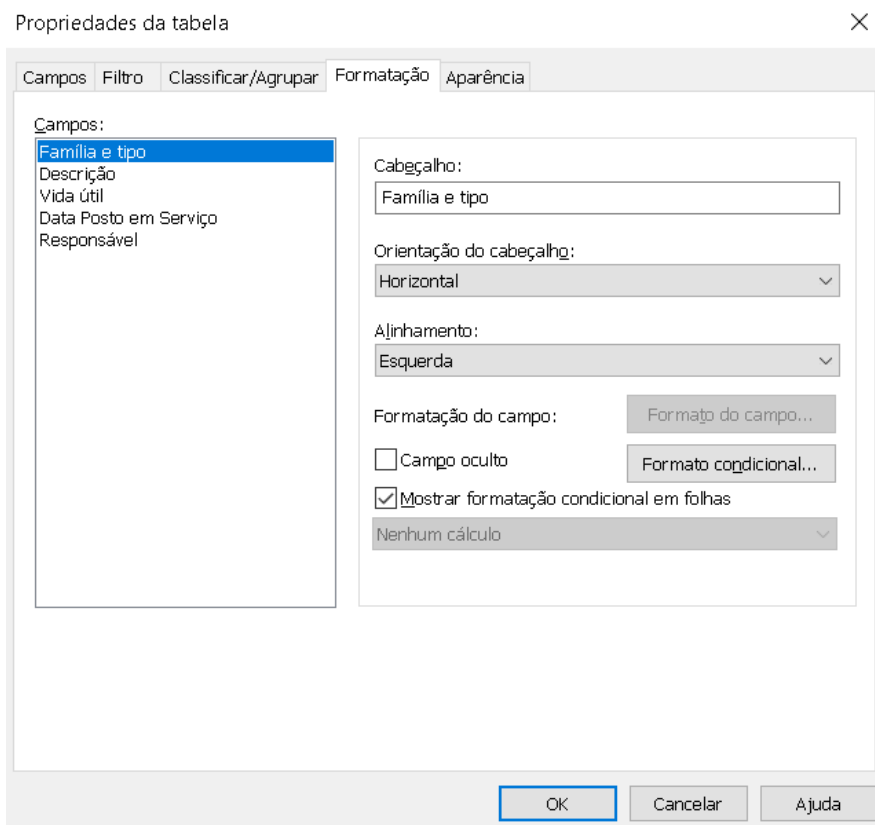 Propriedades da tabela
Campos Filtro Classificar/Agrupar Formatação Aparência
Campos:
Família e tipo
Descrição
Vida útil
Data Posto em Serviço
Responsável
Cabeçalho:
Família e tipo
Orientação do cabeçalho:
Horizontal
Alinhamento:
Esquerda
Formatação do campo: Formato do campo...
Campo oculto Formato condicional...
Mostrar formatação condicional em folhas
Nenhum cálculo
OK Cancelar Ajuda